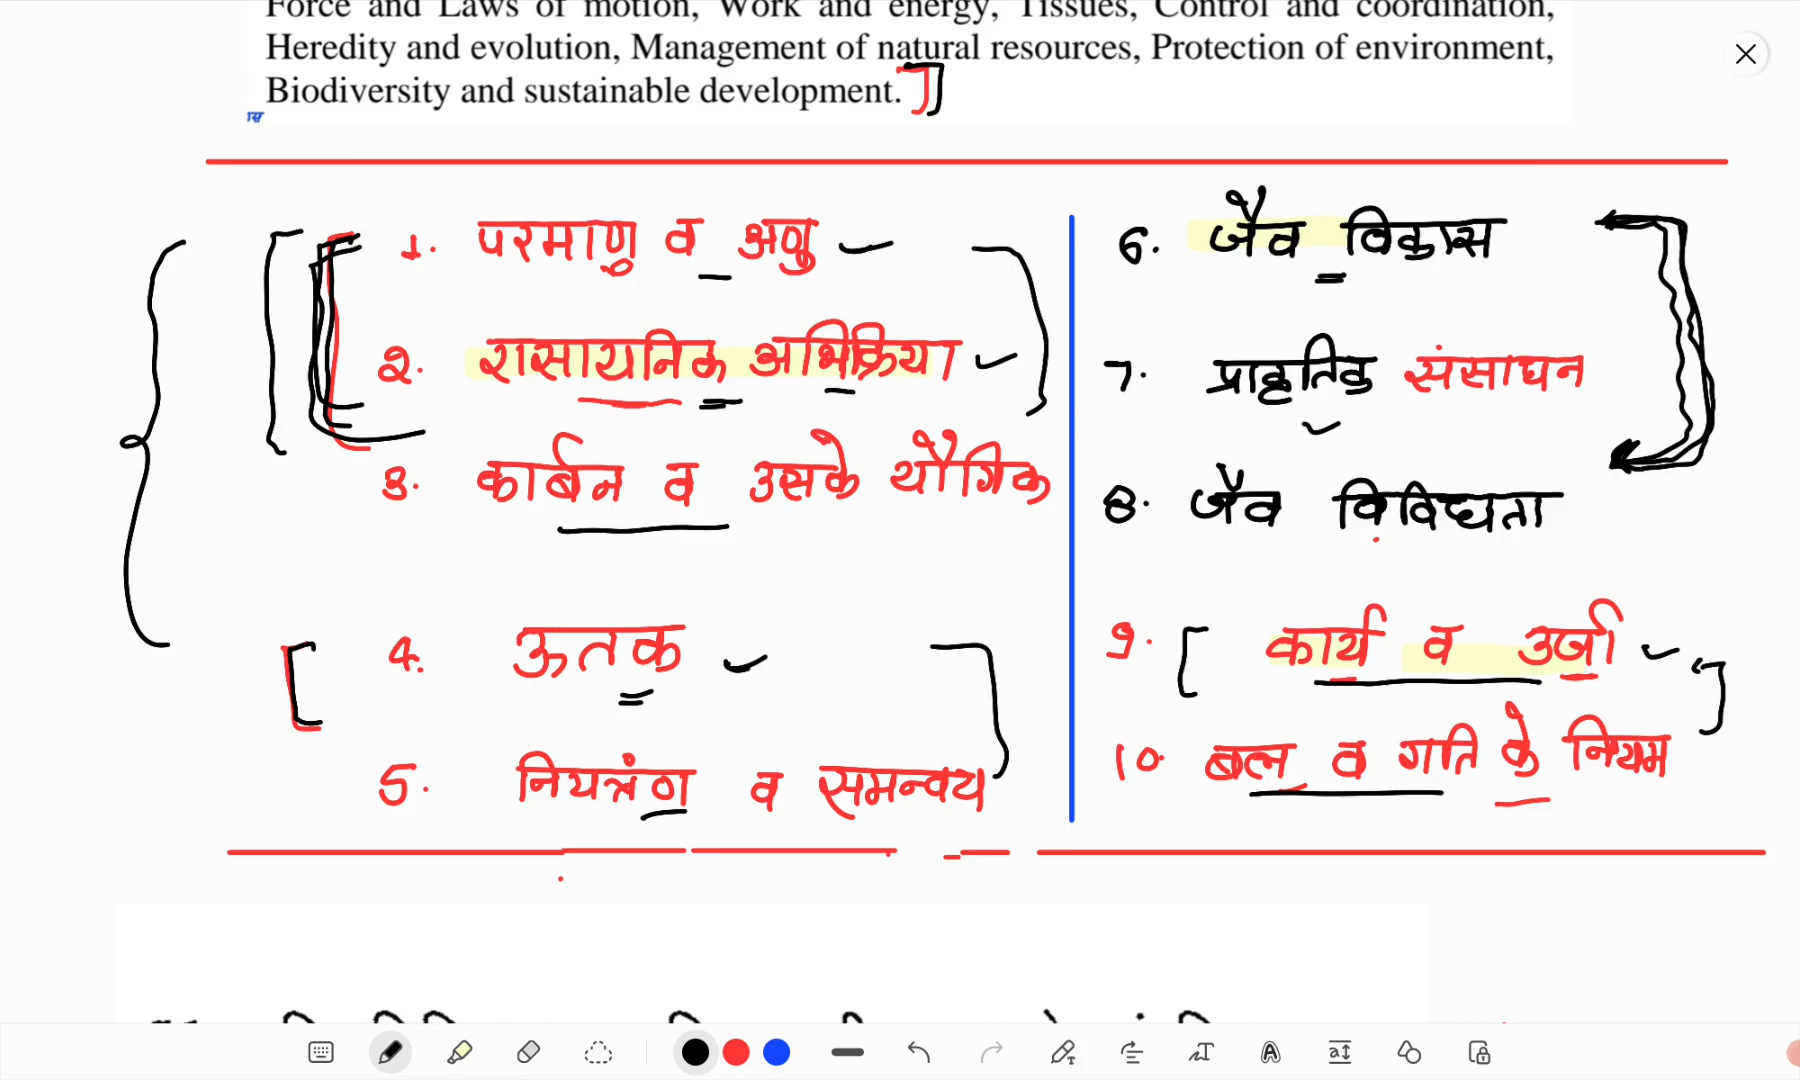 Force and Laws of motion, Work and energy, Tissues, Control and coordination,
Heredity and evolution, Management of natural resources, Protection of environment,
Biodiversity and sustainable development.
1. परमाणु व अणु
2. रासायनिक अभिक्रिया
3. कार्बन व उसके यौगिक
4. ऊतक
5. नियत्रंण व समन्वय
6. जैव विकास
7. प्राकृतिक संसाधन
8. जैव विविधता
9. कार्य व उर्जा
10. बल व गति के नियम